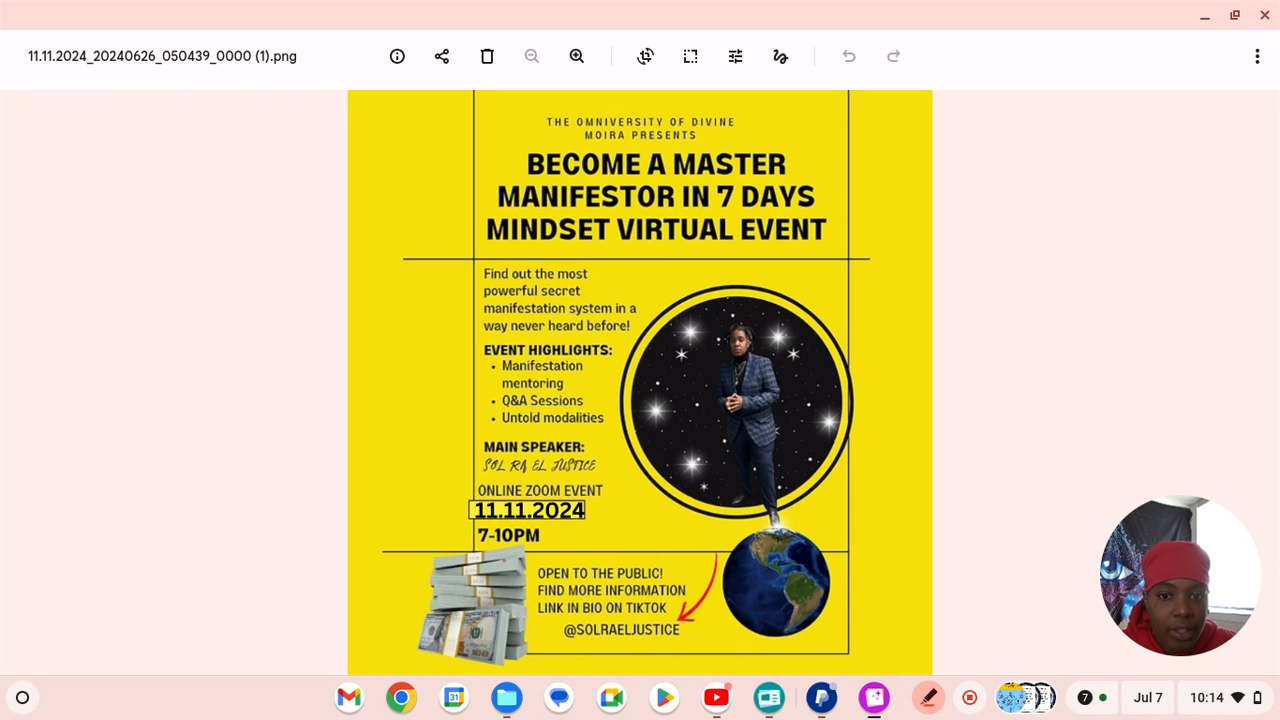 11.11.2024_20240626_050439_0000 (1).png
THE OMNIVERSITY OF DIVINE
MOIRA PRESENTS
BECOME A MASTER
MANIFESTOR IN 7 DAYS
MINDSET VIRTUAL EVENT
Find out the most
powerful secret
manifestation system in a
way never heard before!
EVENT HIGHLIGHTS:
• Manifestation
mentoring
• Q&A Sessions
• Untold modalities
MAIN SPEAKER:
SOL RA EL JUSTICE
ONLINE ZOOM EVENT
11.11.2024
7-10PM
OPEN TO THE PUBLIC!
FIND MORE INFORMATION
LINK IN BIO ON TIKTOK
@SOLRAELJUSTICE
31
7
Jul 7
10:14